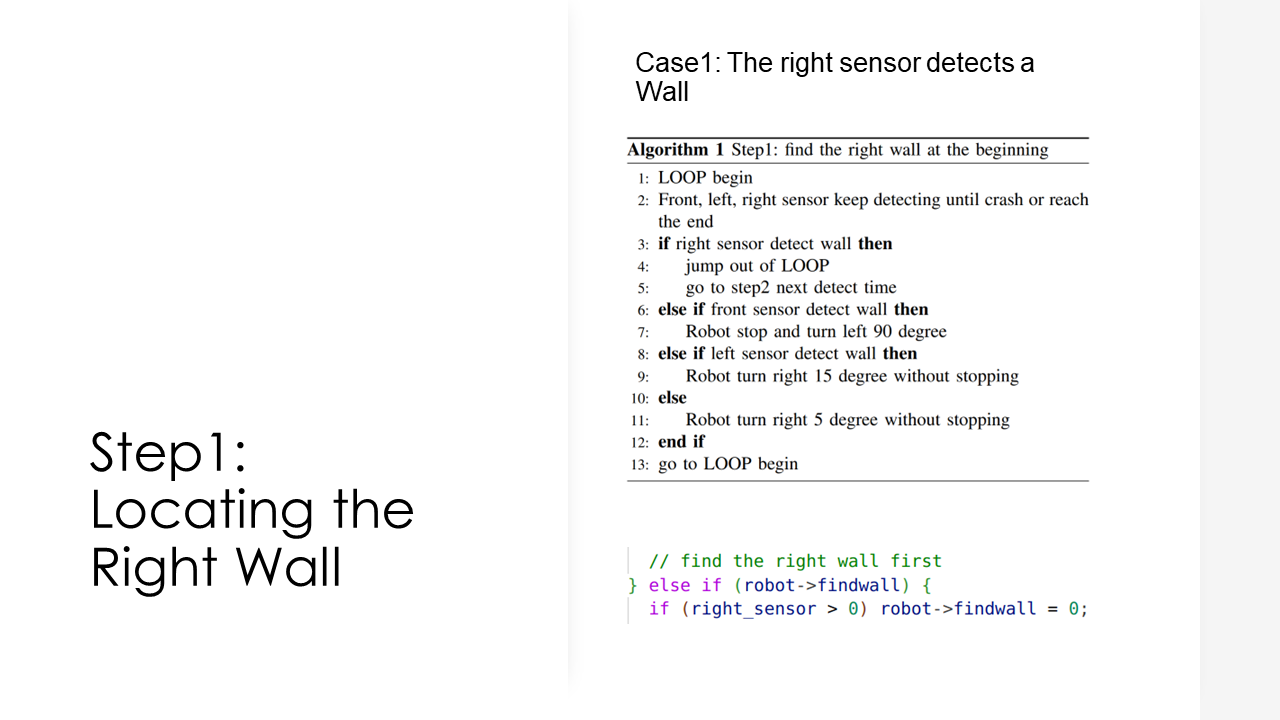 Step1:
Locating the
Right Wall
Case1: The right sensor detects a
Wall
Algorithm 1 Step1: find the right wall at the beginning
1: LOOP begin
2: Front, left, right sensor keep detecting until crash or reach
the end
3: if right sensor detect wall then
4: jump out of LOOP
5: go to step2 next detect time
6: else if front sensor detect wall then
7: Robot stop and turn left 90 degree
8: else if left sensor detect wall then
9: Robot turn right 15 degree without stopping
10: else
11: Robot turn right 5 degree without stopping
12: end if
13: go to LOOP begin
// find the right wall first
} else if (robot->findwall) {
if (right_sensor > 0) robot->findwall = 0;